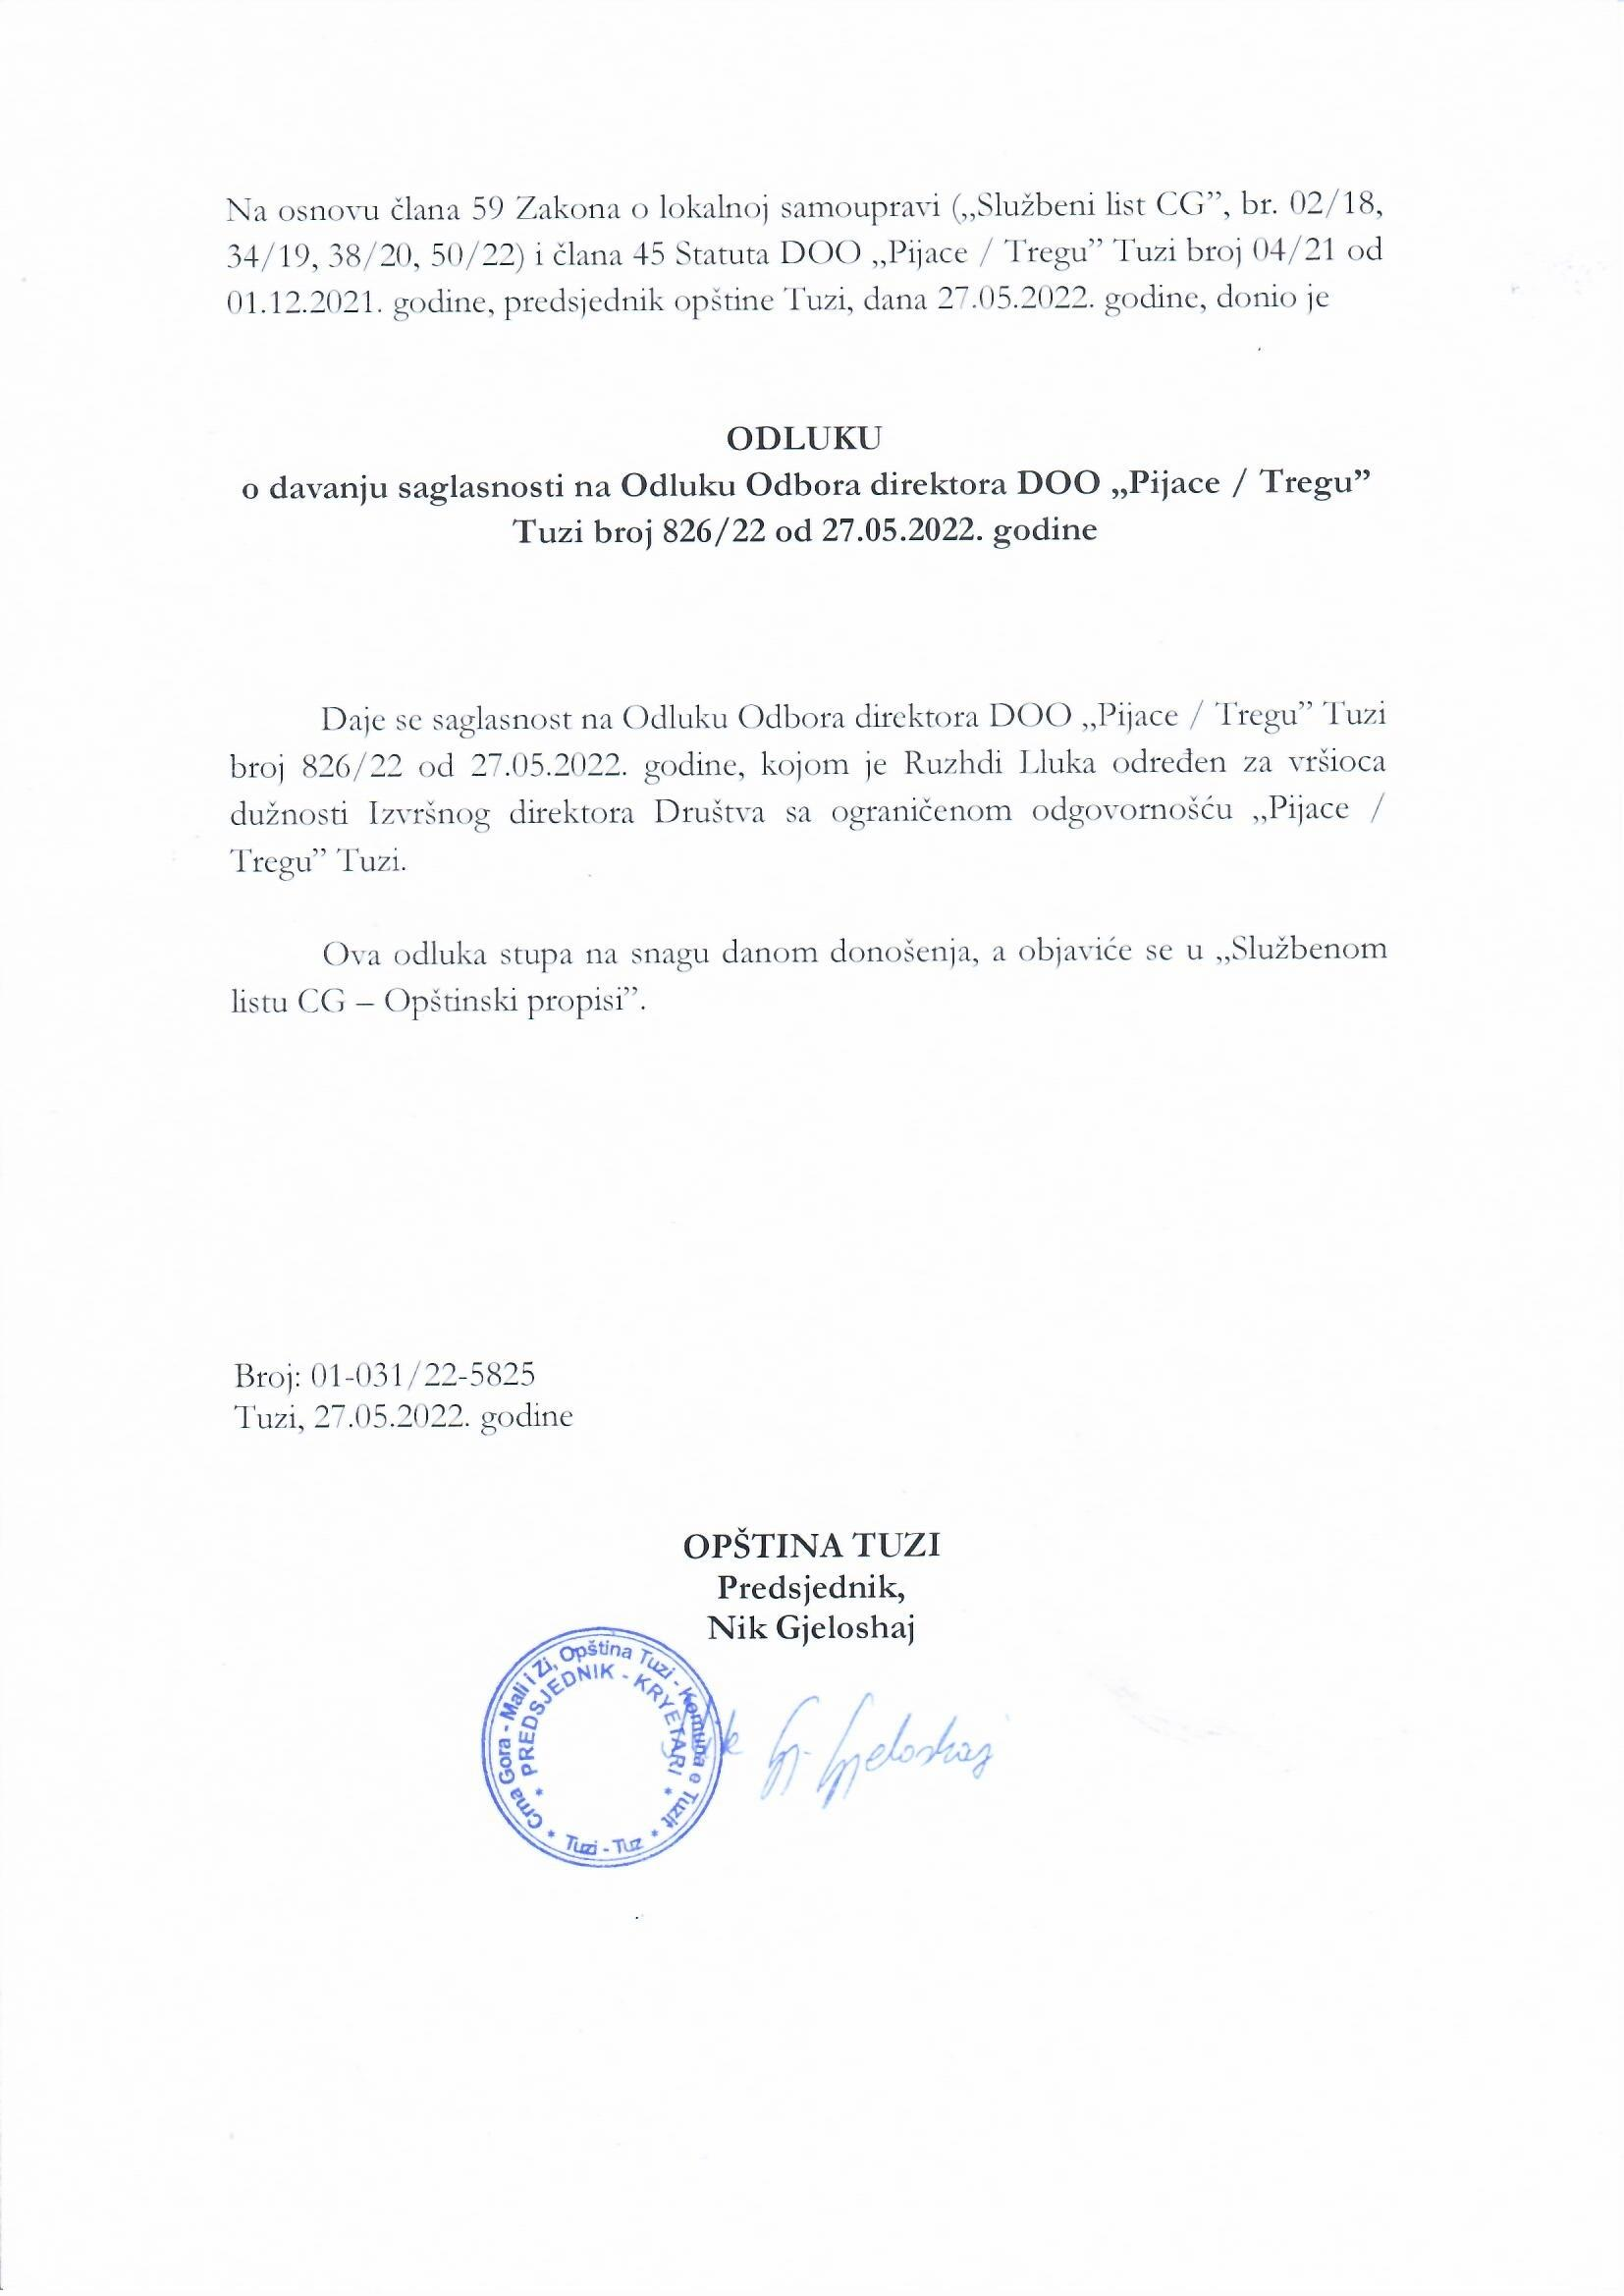 Na osnovu člana 59 Zakona o lokalnoj samoupravi („Službeni list CG”, br. 02/18,
34/19, 38/20, 50/22) i člana 45 Statuta DOO „Pijace / Tregu” Tuzi broj 04/21 od
01.12.2021. godine, predsjednik opštine Tuzi, dana 27.05.2022. godine, donio je
ODLUKU
o davanju saglasnosti na Odluku Odbora direktora DOO „Pijace / Tregu”
Tuzi broj 826/22 od 27.05.2022. godine
Daje se saglasnost na Odluku Odbora direktora DOO „Pijace / Tregu” Tuzi
broj 826/22 od 27.05.2022. godine, kojom je Ruzhdi Lluka određen za vršioca
dužnosti Izvršnog direktora Društva sa ograničenom odgovornošću „Pijace /
Tregu” Tuzi.
Ova odluka stupa na snagu danom donošenja, a objaviće se u „Službenom
listu CG – Opštinski propisi”.
Broj: 01-031/22-5825
Tuzi, 27.05.2022. godine
OPŠTINA TUZI
Predsjednik,
Nik Gjeloshaj
Crna Gora - Mali i Zi, Opština Tuzi - Komuna e Tuzit
* PREDSJEDNIK - KRYETARI *
* Tuzi - Tuz *
Nik Gj. Gjeloshaj